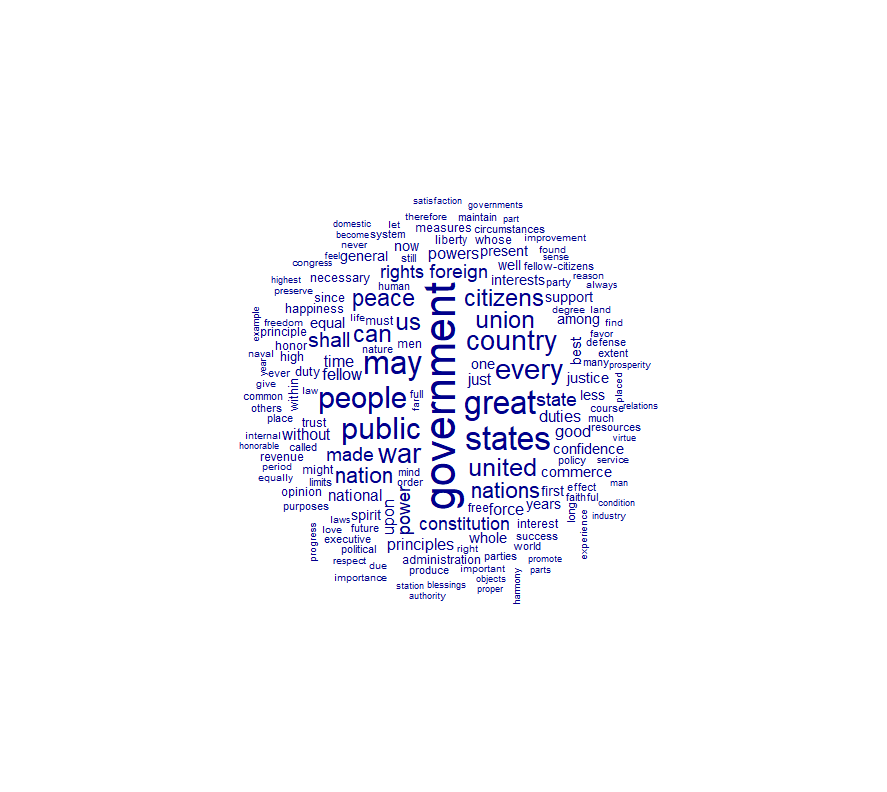 satisfaction
governments
therefore maintain part
domestic let measures circumstances
become system now liberty whose improvement
never still powers present found
feel general sense
congress rights foreign well fellow-citizens
highest necessary human interests party reason
preserve since peace citizens support always
happiness degree land
example freedom equal life must us union among find
principle shall can country favor
honor nature men best defense
naval high time may one every extent
year ever duty fellow just justice many prosperity
give law people full great state less placed
common within far course relations
others public duties much
place trust states good resources
internal without war virtue
honorable called made united confidence
revenue policy service
period might nation mind commerce
equally limits order nations first effect man
opinion national government years faithful
purposes upon power free force long condition
laws spirit constitution interest industry
progress love future whole success experience
executive principles right world
political administration parties promote
respect due produce important parts
importance objects
station blessings proper harmony
authority